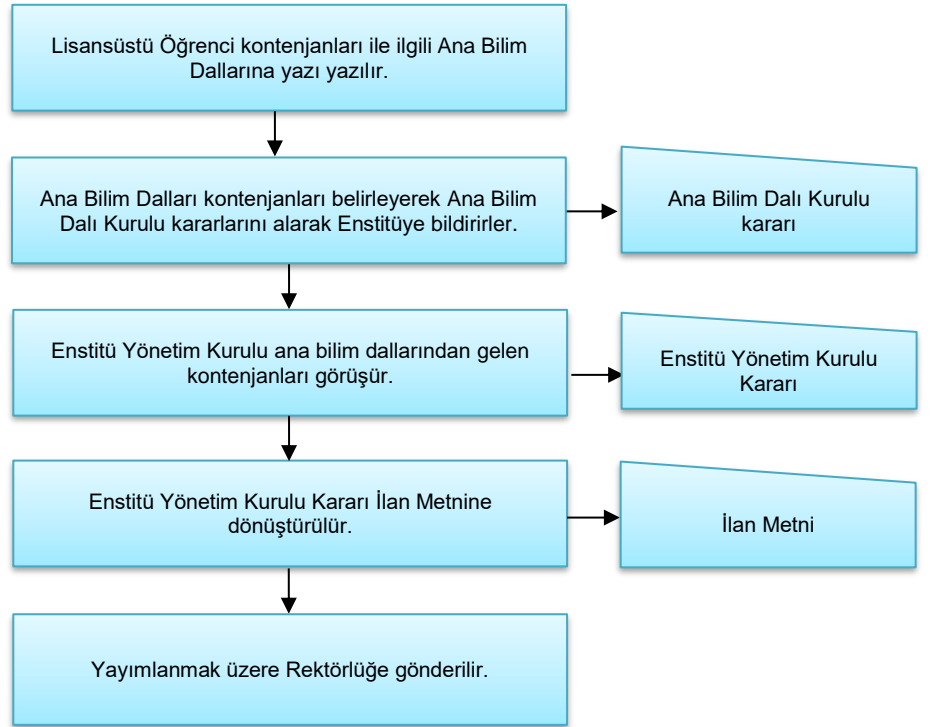 Lisansüstü Öğrenci kontenjanları ile ilgili Ana Bilim
Dallarına yazı yazılır.
Ana Bilim Dalları kontenjanları belirleyerek Ana Bilim
Dalı Kurulu kararlarını alarak Enstitüye bildirirler.
Ana Bilim Dalı Kurulu
kararı
Enstitü Yönetim Kurulu ana bilim dallarından gelen
kontenjanları görüşür.
Enstitü Yönetim Kurulu
Kararı
Enstitü Yönetim Kurulu Kararı İlan Metnine
dönüştürülür.
İlan Metni
Yayımlanmak üzere Rektörlüğe gönderilir.